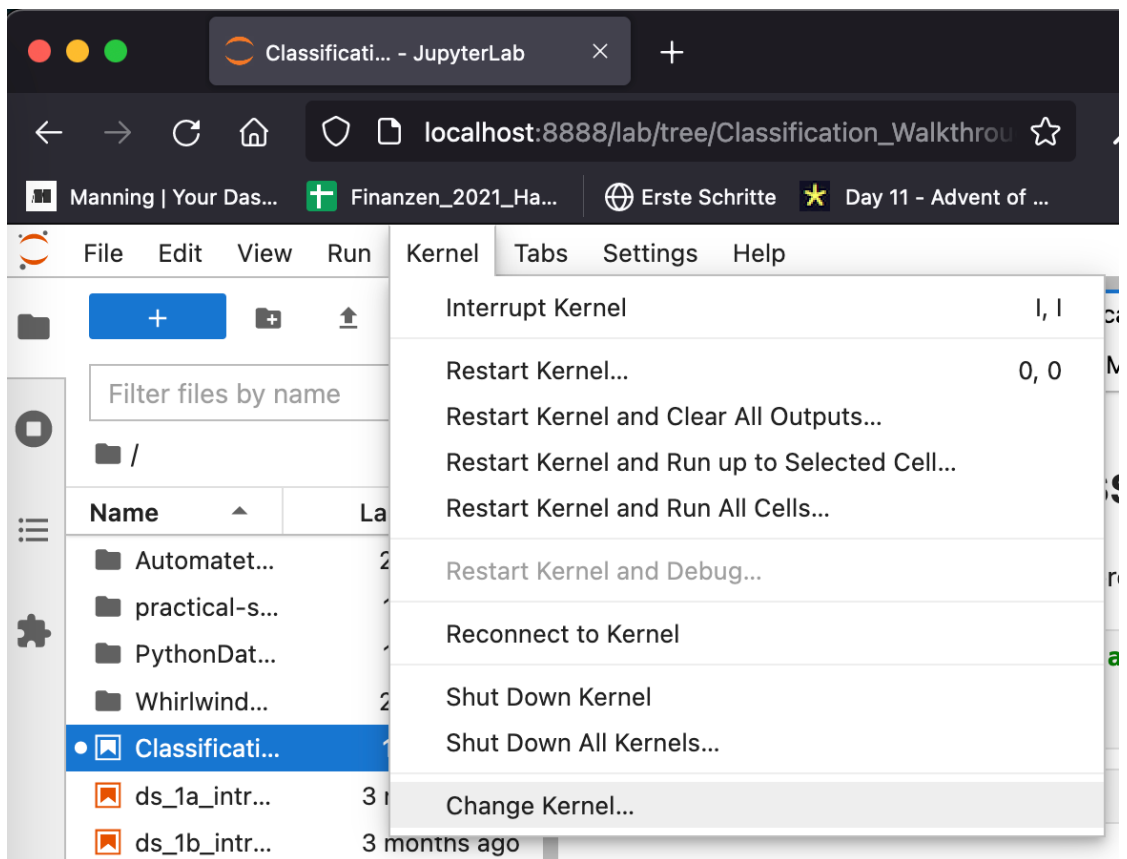 Classificati... – JupyterLab
localhost:8888/lab/tree/Classification_Walkthrou
Manning | Your Das... Finanzen_2021_Ha... Erste Schritte Day 11 - Advent of ...
File Edit View Run Kernel Tabs Settings Help
Interrupt Kernel I, I
Restart Kernel... 0, 0
Restart Kernel and Clear All Outputs...
Restart Kernel and Run up to Selected Cell...
Restart Kernel and Run All Cells...
Restart Kernel and Debug...
Reconnect to Kernel
Shut Down Kernel
Shut Down All Kernels...
Change Kernel...
Filter files by name
/
Name La
Automatet...
practical-s...
PythonDat...
Whirlwind...
Classificati...
ds_1a_intr... 3
ds_1b_intr... 3 months ago